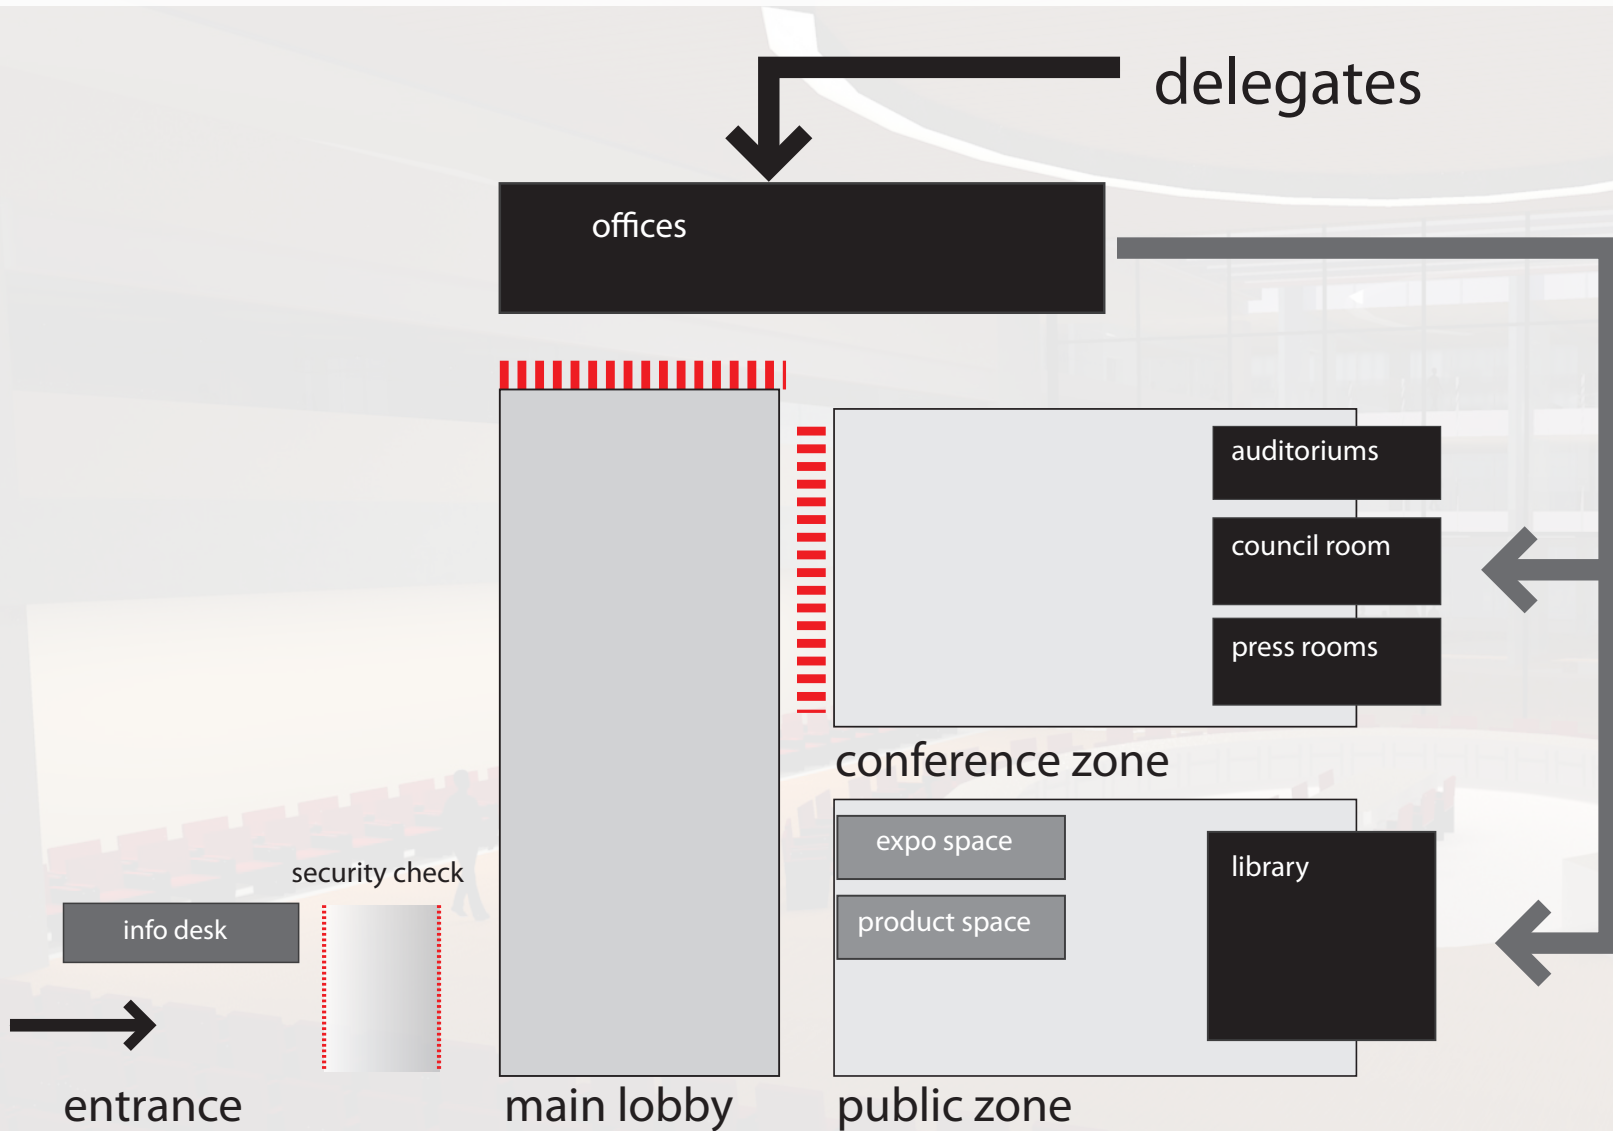 delegates
offices
auditoriums
council room
press rooms
conference zone
expo space
library
security check
product space
info desk
entrance
main lobby
public zone